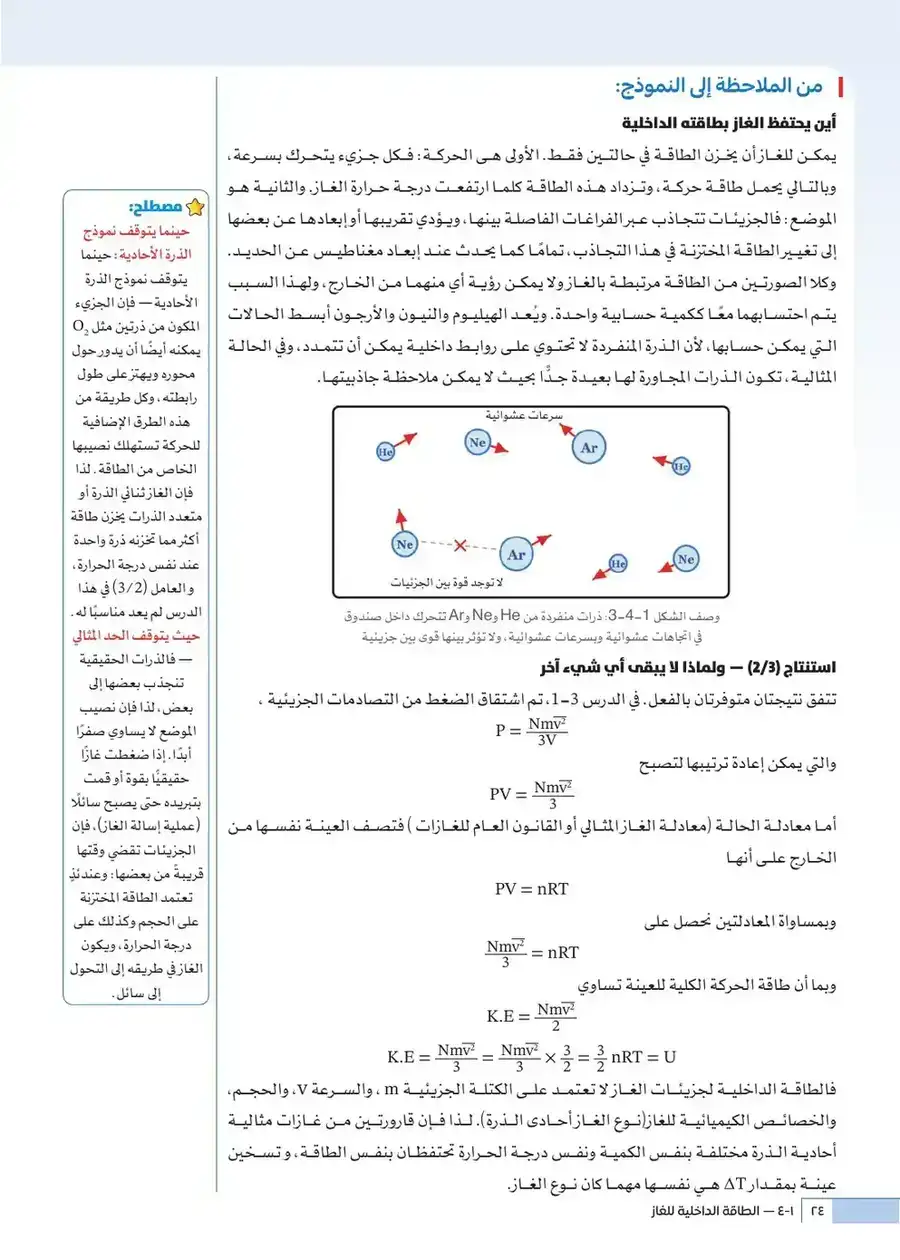 من الملاحظة إلى النموذج:
أين يحتفظ الغاز بطاقته الداخلية
يمكن للغاز أن يخزن الطاقة في حالتين فقط. الأولى هي الحركة: فكل جزيء يتحرك بسرعة،
وبالتالي يحمل طاقة حركة، وتزداد هذه الطاقة كلما ارتفعت درجة حرارة الغاز. والثانية هو
الموضع: فالجزيئات تتجاذب عبر الفراغات الفاصلة بينها، ويؤدي تقريبها أو إبعادها عن بعضها
إلى تغيير الطاقة المختزنة في هذا التجاذب، تمامًا كما يحدث عند إبعاد مغناطيس عن الحديد.
وكلا الصورتين من الطاقة مرتبطة بالغاز ولا يمكن رؤية أي منهما من الخارج، ولهذا السبب
يتم احتسابهما معًا ككمية حسابية واحدة. ويُعد الهيليوم والنيون والأرجون أبسط الحالات
التي يمكن حسابها، لأن الذرة المنفردة لا تحتوي على روابط داخلية يمكن أن تتمدد، وفي الحالة
المثالية، تكون الذرات المجاورة لها بعيدة جدًّا بحيث لا يمكن ملاحظة جاذبيتها.
سرعات عشوائية
He
Ne
Ar
He
Ne
Ar
He
Ne
لا توجد قوة بين الجزئيات
وصف الشكل 1-4-3: ذرات منفردة من He وNe وAr تتحرك داخل صندوق
في اتجاهات عشوائية وبسرعات عشوائية، ولا تؤثر بينها قوى بين جزيئية
استنتاج (2/3) — ولماذا لا يبقى أي شيء آخر
تتفق نتيجتان متوفرتان بالفعل. في الدرس 3-1، تم اشتقاق الضغط من التصادمات الجزيئية،
P = Nmv̅²/3V
والتي يمكن إعادة ترتيبها لتصبح
PV = Nmv̅²/3
أما معادلة الحالة (معادلة الغاز المثالي أو القانون العام للغازات ) فتصف العينة نفسها من
الخارج على أنها
PV = nRT
وبمساواة المعادلتين نحصل على
Nmv̅²/3 = nRT
وبما أن طاقة الحركة الكلية للعينة تساوي
K.E = Nmv̅²/2
K.E = Nmv̅²/3 = Nmv̅²/3 × 3/2 = 3/2 nRT = U
فالطاقة الداخلية لجزيئات الغاز لا تعتمد على الكتلة الجزيئية m ، والسرعة v، والحجم،
والخصائص الكيميائية للغاز(نوع الغاز أحادى الذرة). لذا فإن قارورتين من غازات مثالية
أحادية الذرة مختلفة بنفس الكمية ونفس درجة الحرارة تحتفظان بنفس الطاقة، و تسخين
عينة بمقدار ΔT هي نفسها مهما كان نوع الغاز.
مصطلح:
حينما يتوقف نموذج
الذرة الأحادية: حينما
يتوقف نموذج الذرة
الأحادية — فإن الجزيء
المكون من ذرتين مثل O₂
يمكنه أيضًا أن يدور حول
محوره ويهتز على طول
رابطته، وكل طريقة من
هذه الطرق الإضافية
للحركة تستهلك نصيبها
الخاص من الطاقة. لذا
فإن الغاز ثنائي الذرة أو
متعدد الذرات يخزن طاقة
أكثر مما تخزنه ذرة واحدة
عند نفس درجة الحرارة،
والعامل (3/2) في هذا
الدرس لم يعد مناسبًا له.
حيث يتوقف الحد المثالي
— فالذرات الحقيقية
تنجذب بعضها إلى
بعض، لذا فإن نصيب
الموضع لا يساوي صفرًا
أبدًا. إذا ضغطت غازًا
حقيقيًا بقوة أو قمت
بتبريده حتى يصبح سائلًا
(عملية إسالة الغاز)، فإن
الجزيئات تقضي وقتها
قريبةً من بعضها: وعندئذٍ
تعتمد الطاقة المختزنة
على الحجم وكذلك على
درجة الحرارة، ويكون
الغاز في طريقه إلى التحول
إلى سائل.
٢٤
٤-١ — الطاقة الداخلية للغاز